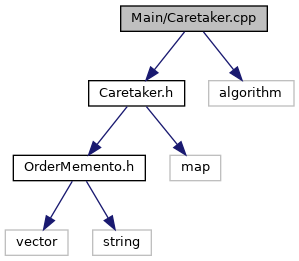 Main/Caretaker.cpp
Caretaker.h
algorithm
OrderMemento.h
map
vector
string